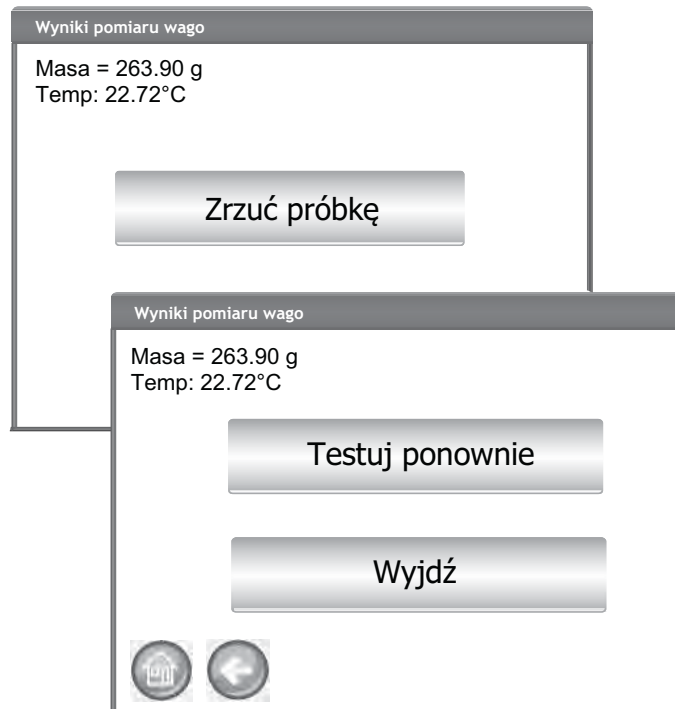 Wyniki pomiaru wago
Masa = 263.90 g
Temp: 22.72°C
Zrzuć próbkę
Wyniki pomiaru wago
Masa = 263.90 g
Temp: 22.72°C
Testuj ponownie
Wyjdź